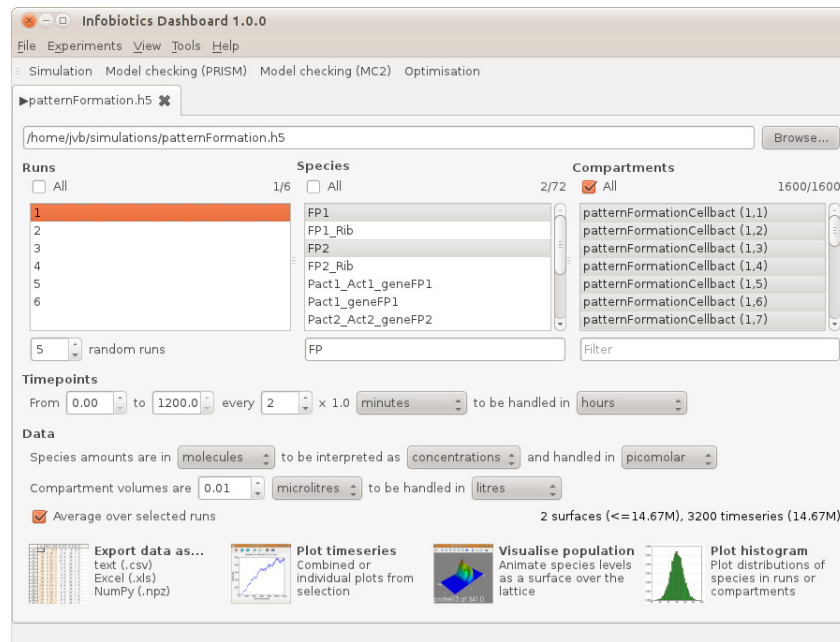 Infobiotics Dashboard 1.0.0
File Experiments View Tools Help
Simulation Model checking (PRISM) Model checking (MC2) Optimisation
▶patternFormation.h5 ✖
/home/jvb/simulations/patternFormation.h5 Browse...
Runs Species Compartments
All 1/6 All 2/72 All 1600/1600
1 FP1 patternFormationCellbact (1,1)
2 FP1_Rib patternFormationCellbact (1,2)
3 FP2 patternFormationCellbact (1,3)
4 FP2_Rib patternFormationCellbact (1,4)
5 Pact1_Act1_geneFP1 patternFormationCellbact (1,5)
6 Pact1_geneFP1 patternFormationCellbact (1,6)
Pact2_Act2_geneFP2 patternFormationCellbact (1,7)
5 random runs FP Filter
Timepoints
From 0.00 to 1200.0 every 2 x 1.0 minutes to be handled in hours
Data
Species amounts are in molecules to be interpreted as concentrations and handled in picomolar
Compartment volumes are 0.01 microlitres to be handled in litres
Average over selected runs 2 surfaces (<=14.67M), 3200 timeseries (14.67M)
Export data as...
text (.csv)
Excel (.xls)
NumPy (.npz)
Plot timeseries
Combined or
individual plots from
selection
protein3 at 341.0
Visualise population
Animate species levels
as a surface over the
lattice
Plot histogram
Plot distributions of
species in runs or
compartments